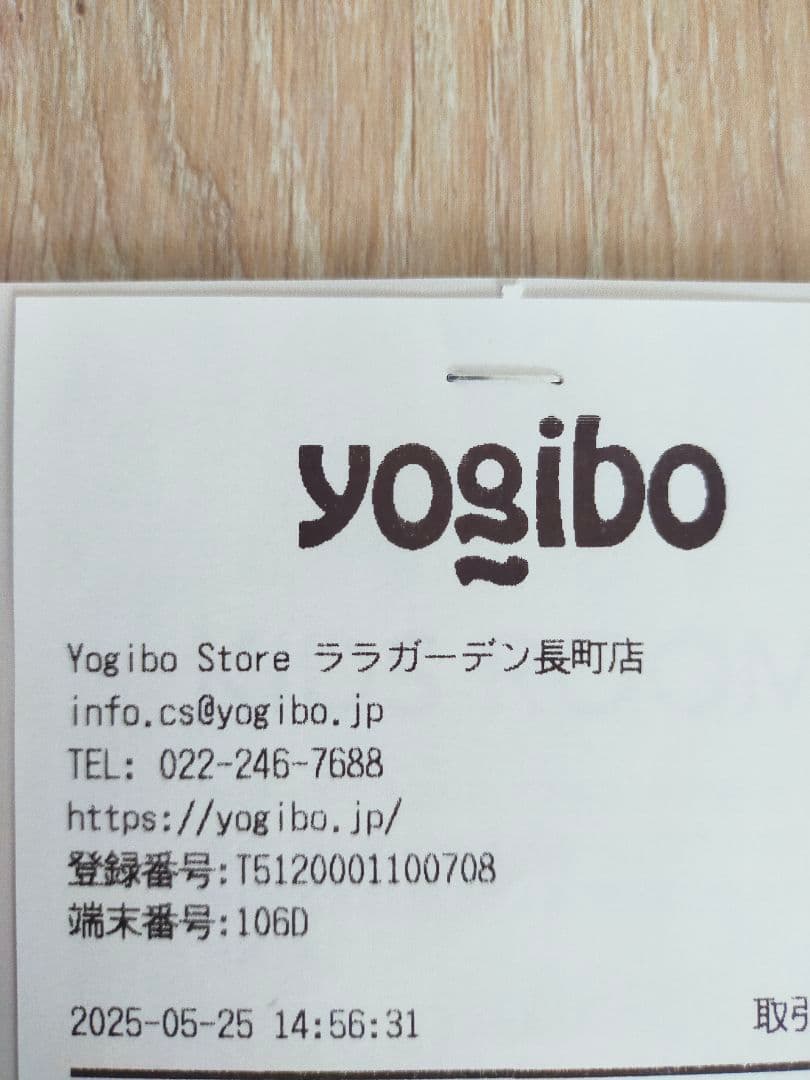 yogibo
Yogibo Store ララガーデン長町店
info.cs@yogibo.jp
TEL: 022-246-7688
https://yogibo.jp/
登録番号:T5120001100708
端末番号:106D
2025-05-25 14:56:31 取引